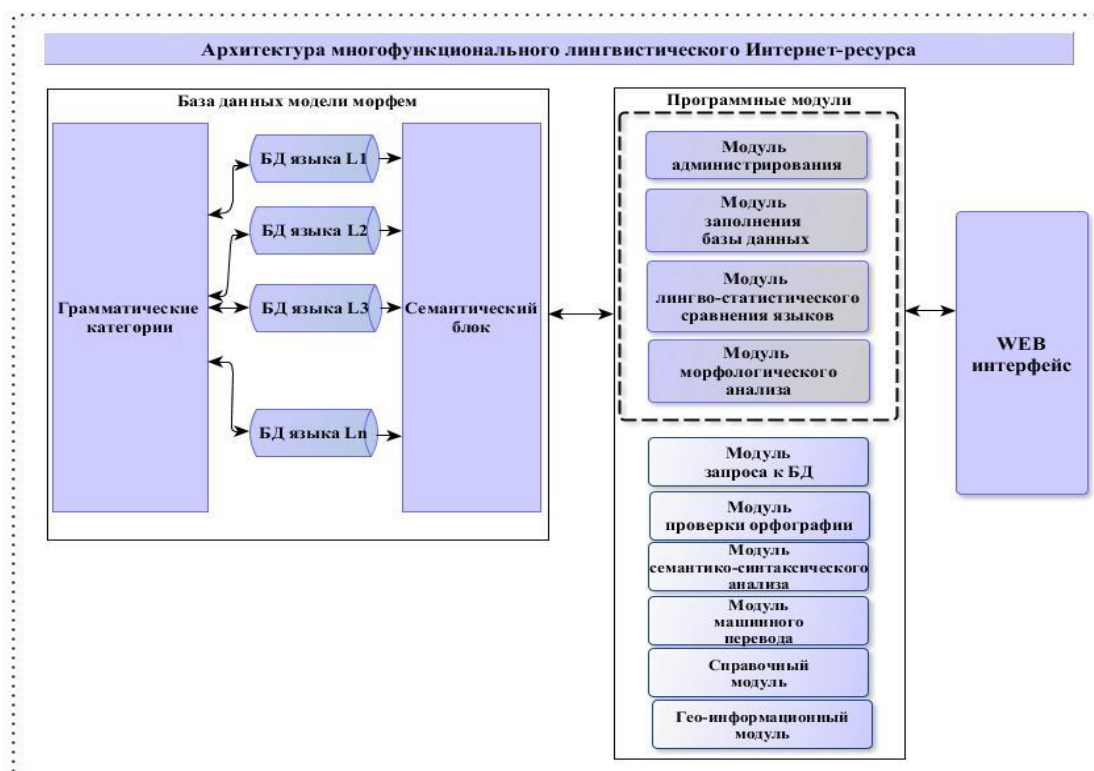 Архитектура многофункционального лингвистического Интернет-ресурса
База данных модели морфем
Грамматические
категории
БД языка L1
БД языка L2
БД языка L3
БД языка Ln
Семантический
блок
Программные модули
Модуль
администрирования
Модуль
заполнения
базы данных
Модуль
лингво-статистического
сравнения языков
Модуль
морфологического
анализа
Модуль
запроса к БД
Модуль
проверки орфографии
Модуль
семантико-синтаксического
анализа
Модуль
машинного
перевода
Справочный
модуль
Гео-информационный
модуль
WEB
интерфейс